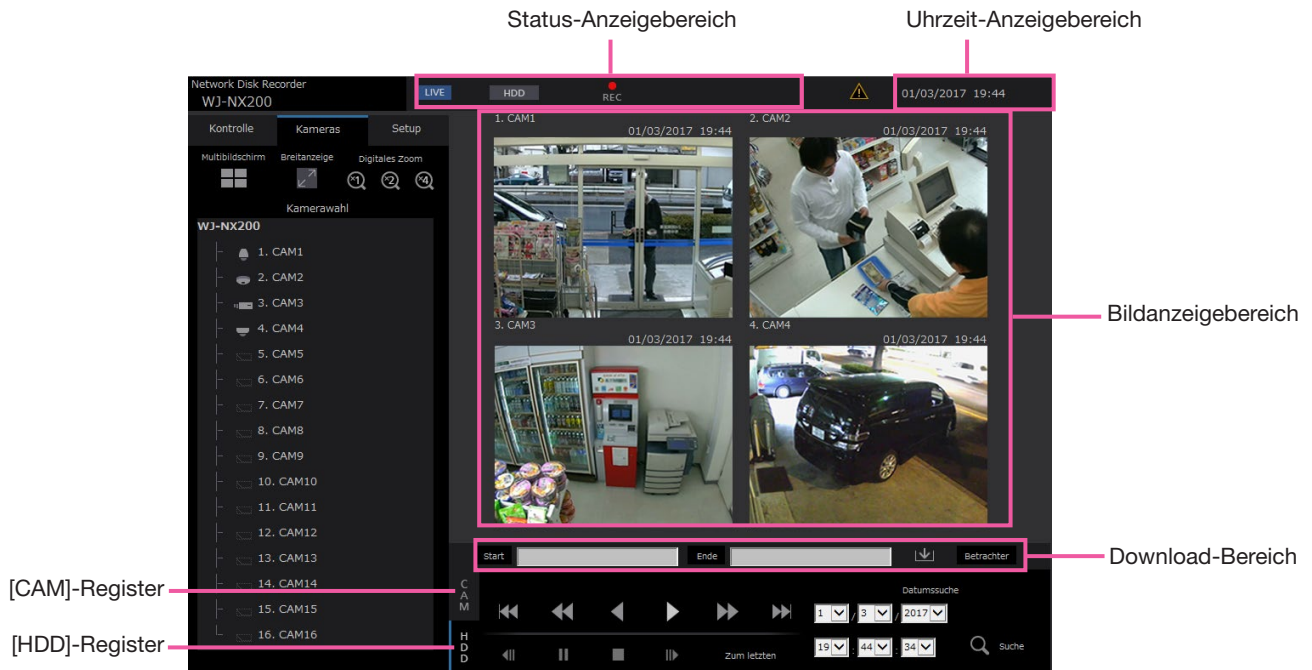 Status-Anzeigebereich
Uhrzeit-Anzeigebereich
Network Disk Recorder
WJ-NX200
LIVE
HDD
REC
01/03/2017 19:44
Kontrolle
Kameras
Setup
Multibildschirm
Breitanzeige
Digitales Zoom
x1
x2
x4
Kamerawahl
WJ-NX200
1. CAM1
2. CAM2
3. CAM3
4. CAM4
5. CAM5
6. CAM6
7. CAM7
8. CAM8
9. CAM9
10. CAM10
11. CAM11
12. CAM12
13. CAM13
14. CAM14
15. CAM15
16. CAM16
1. CAM1
01/03/2017 19:44
2. CAM2
01/03/2017 19:44
3. CAM3
01/03/2017 19:44
4. CAM4
01/03/2017 19:44
Bildanzeigebereich
Start
Ende
Betrachter
Download-Bereich
[CAM]-Register
[HDD]-Register
CAM
HDD
Zum letzten
Datumssuche
1 / 3 / 2017
19 : 44 : 34
Suche